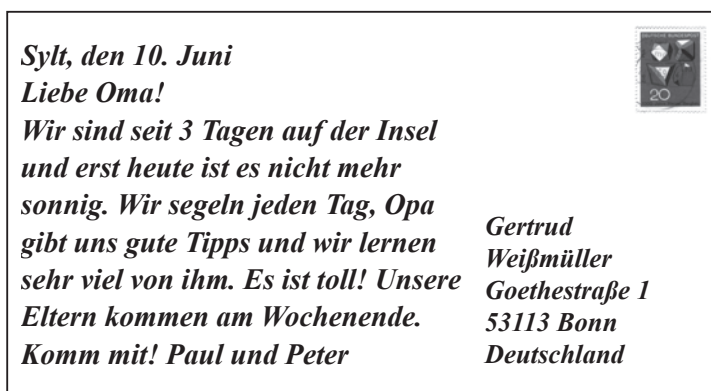 Sylt, den 10. Juni
Liebe Oma!
Wir sind seit 3 Tagen auf der Insel
und erst heute ist es nicht mehr
sonnig. Wir segeln jeden Tag, Opa
gibt uns gute Tipps und wir lernen
sehr viel von ihm. Es ist toll! Unsere
Eltern kommen am Wochenende.
Komm mit! Paul und Peter
DEUTSCHE BUNDESPOST
20
Gertrud
Weißmüller
Goethestraße 1
53113 Bonn
Deutschland